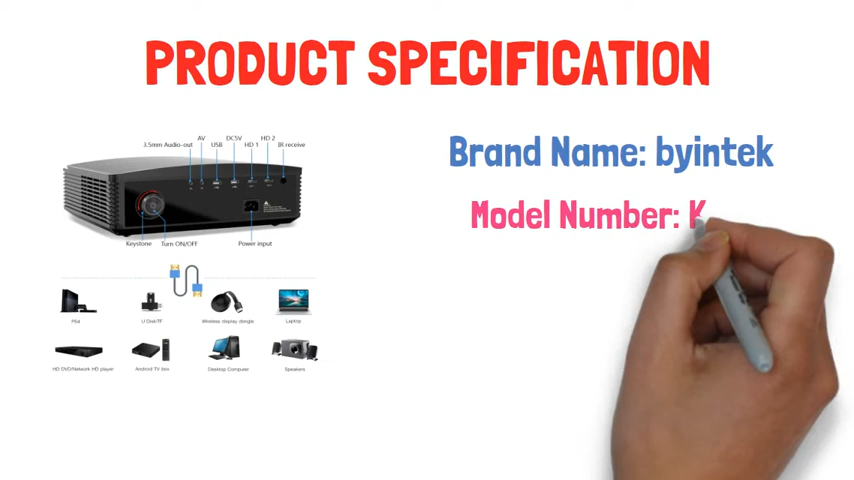 PRODUCT SPECIFICATION
Brand Name: byintek
Model Number: K
AV
DC5V
HD 2
3.5mm Audio-out
USB
HD 1
IR receive
Keystone
Turn ON/OFF
Power input
PS4
U Disk/TF
Wireless display dongle
Laptop
HD DVD/Network HD player
Android TV box
Desktop Computer
Speakers